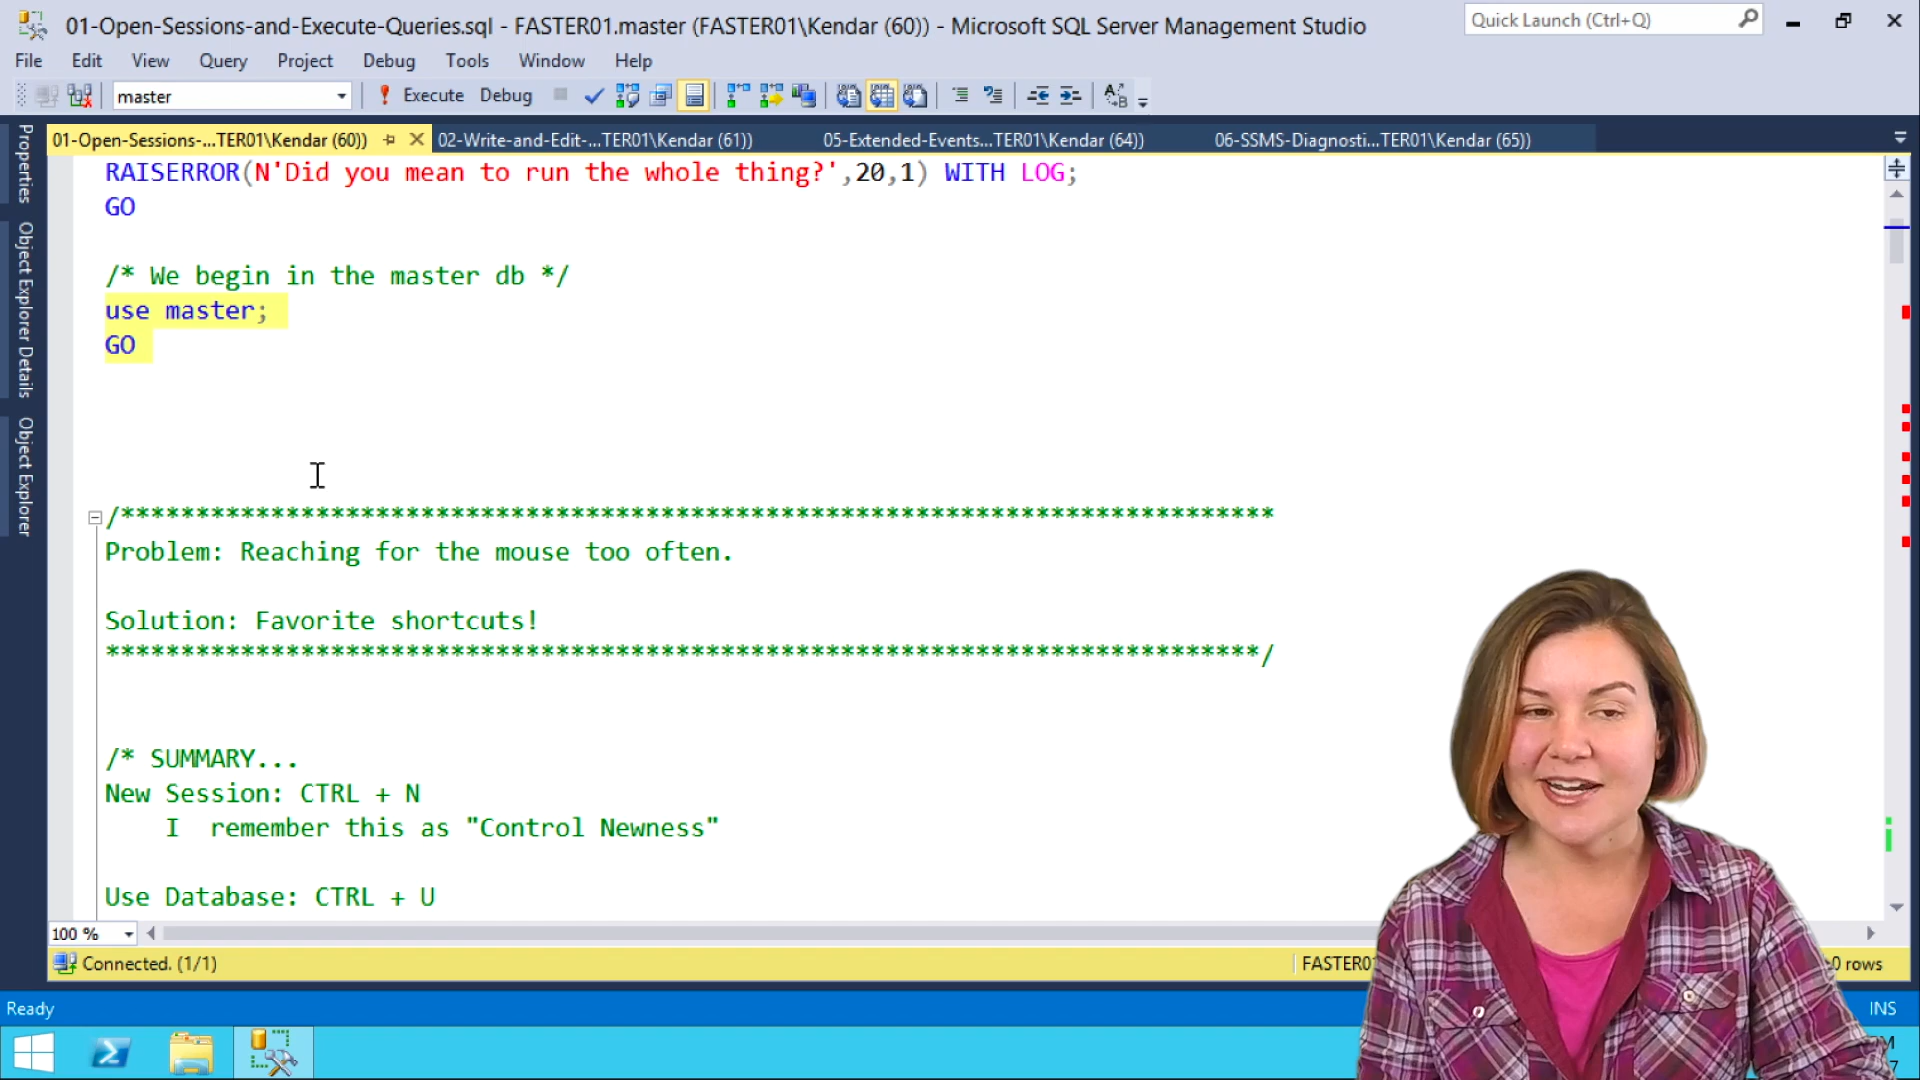 01-Open-Sessions-and-Execute-Queries.sql - FASTER01.master (FASTER01\Kendar (60)) - Microsoft SQL Server Management Studio
Quick Launch (Ctrl+Q)
File Edit View Query Project Debug Tools Window Help
master Execute Debug
01-Open-Sessions-...TER01\Kendar (60)) 02-Write-and-Edit-...TER01\Kendar (61)) 05-Extended-Events...TER01\Kendar (64)) 06-SSMS-Diagnosti...TER01\Kendar (65))
Properties
Object Explorer Details
Object Explorer
RAISERROR(N'Did you mean to run the whole thing?',20,1) WITH LOG;
GO
/* We begin in the master db */
use master;
GO
/*****************************************************************************
Problem: Reaching for the mouse too often.
Solution: Favorite shortcuts!
*****************************************************************************/
/* SUMMARY...
New Session: CTRL + N
I remember this as "Control Newness"
Use Database: CTRL + U
100 %
Connected. (1/1) FASTER0 0 rows
Ready INS